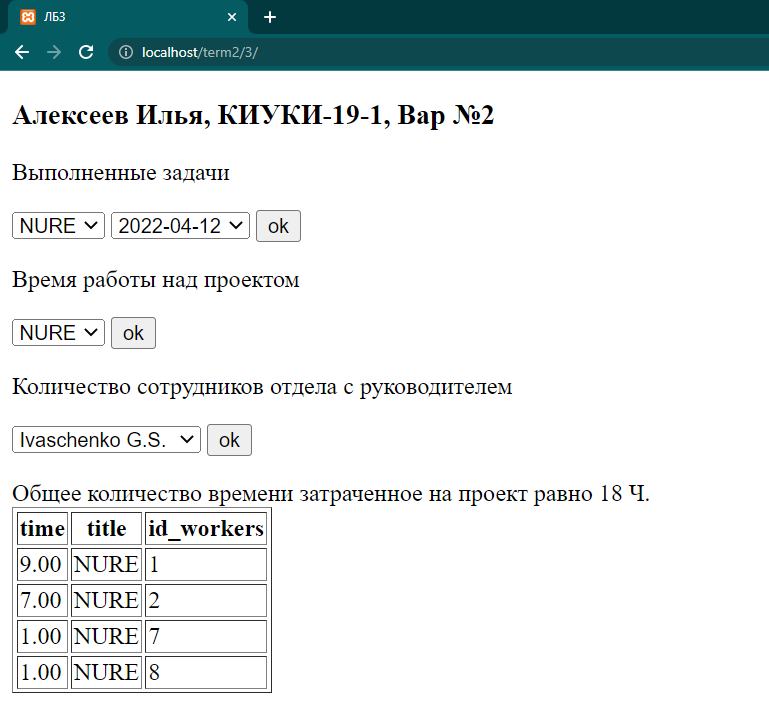 ЛБ3
localhost/term2/3/
Алексеев Илья, КИУКИ-19-1, Вар №2
Выполненные задачи
NURE 2022-04-12 ok
Время работы над проектом
NURE ok
Количество сотрудников отдела с руководителем
Ivaschenko G.S. ok
Общее количество времени затраченное на проект равно 18 Ч.
time title id_workers
9.00 NURE 1
7.00 NURE 2
1.00 NURE 7
1.00 NURE 8